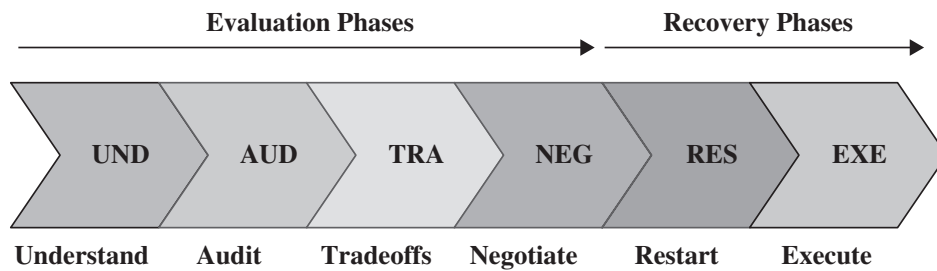 Evaluation Phases Recovery Phases
UND AUD TRA NEG RES EXE
Understand Audit Tradeoffs Negotiate Restart Execute